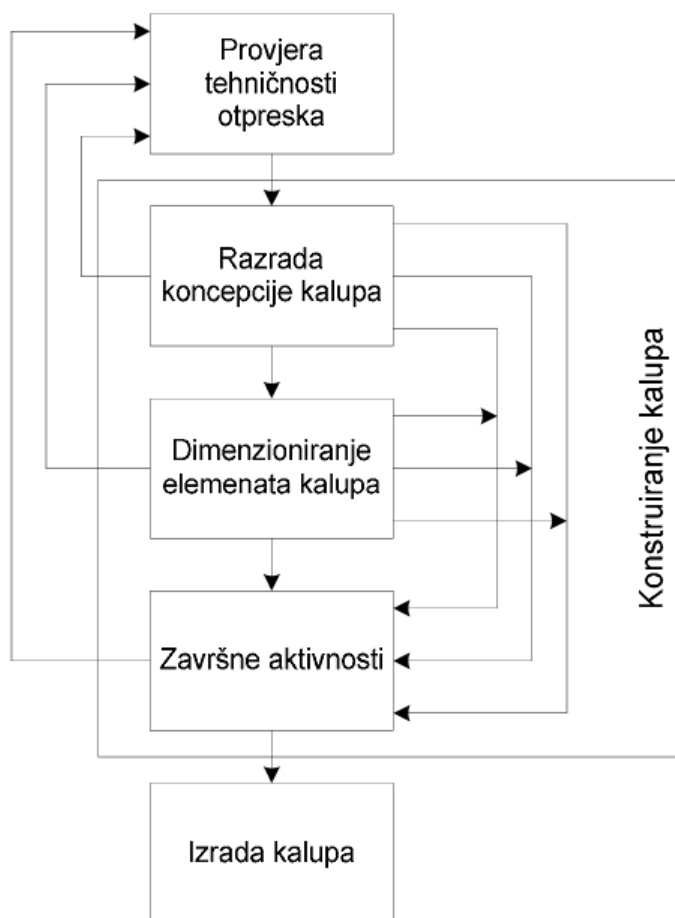 Provjera
tehničnosti
otpreska
Razrada
koncepcije kalupa
Dimenzioniranje
elemenata kalupa
Konstruiranje kalupa
Završne aktivnosti
Izrada kalupa